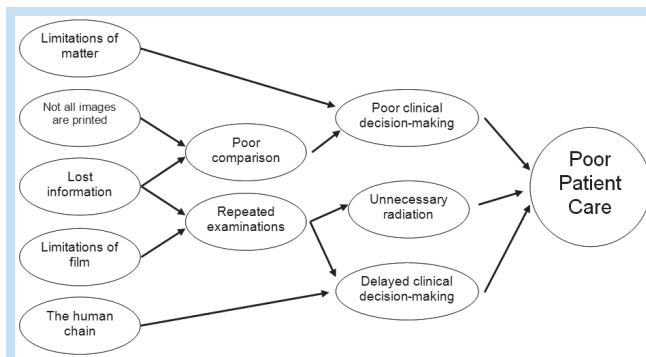 Limitations of
matter
Not all images
are printed
Lost
information
Limitations of
film
The human
chain
Poor
comparison
Repeated
examinations
Poor clinical
decision-making
Unnecessary
radiation
Delayed clinical
decision-making
Poor
Patient
Care